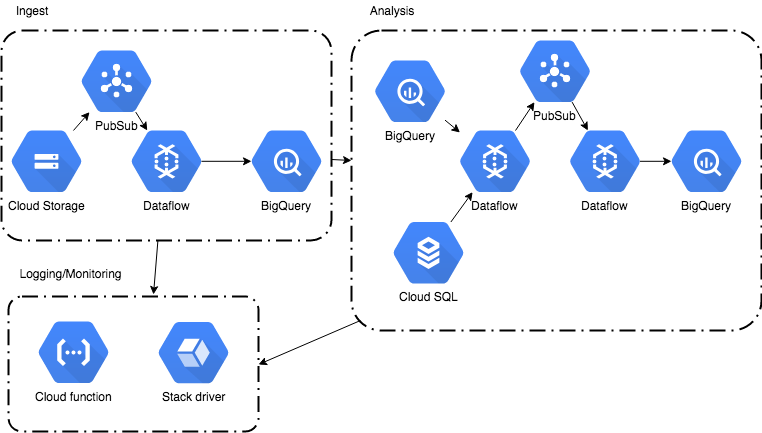 Ingest
Analysis
PubSub
Cloud Storage
Dataflow
BigQuery
BigQuery
PubSub
Dataflow
Dataflow
BigQuery
Cloud SQL
Logging/Monitoring
Cloud function
Stack driver